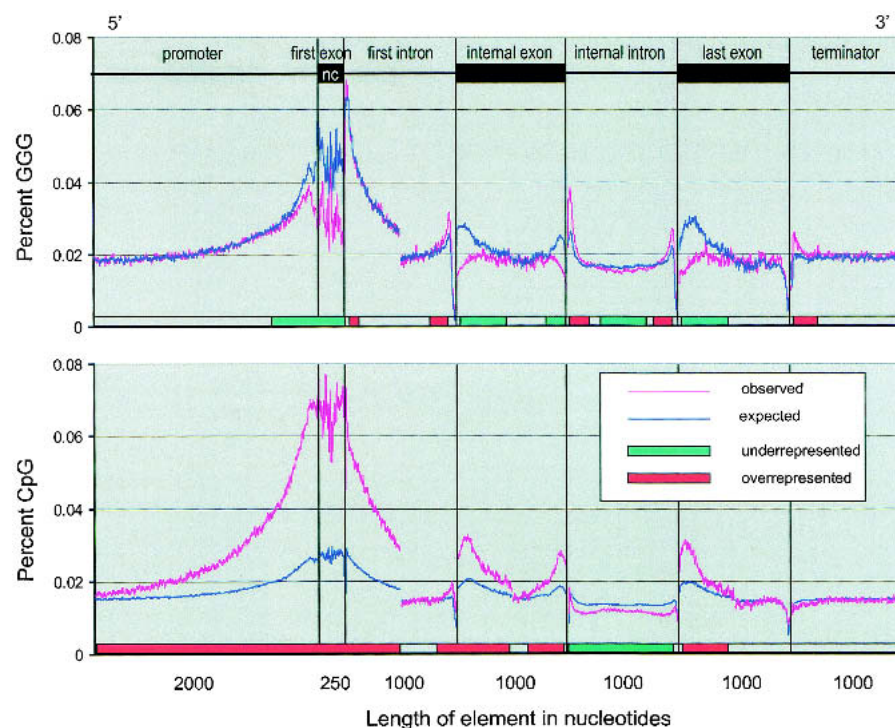 5’ 3’
promoter first exon first intron internal exon internal intron last exon terminator
nc
0.08
0.06
0.04
0.02
0
Percent GGG
0.08
0.06
0.04
0.02
0
Percent CpG
observed
expected
underrepresented
overrepresented
2000 250 1000 1000 1000 1000 1000
Length of element in nucleotides